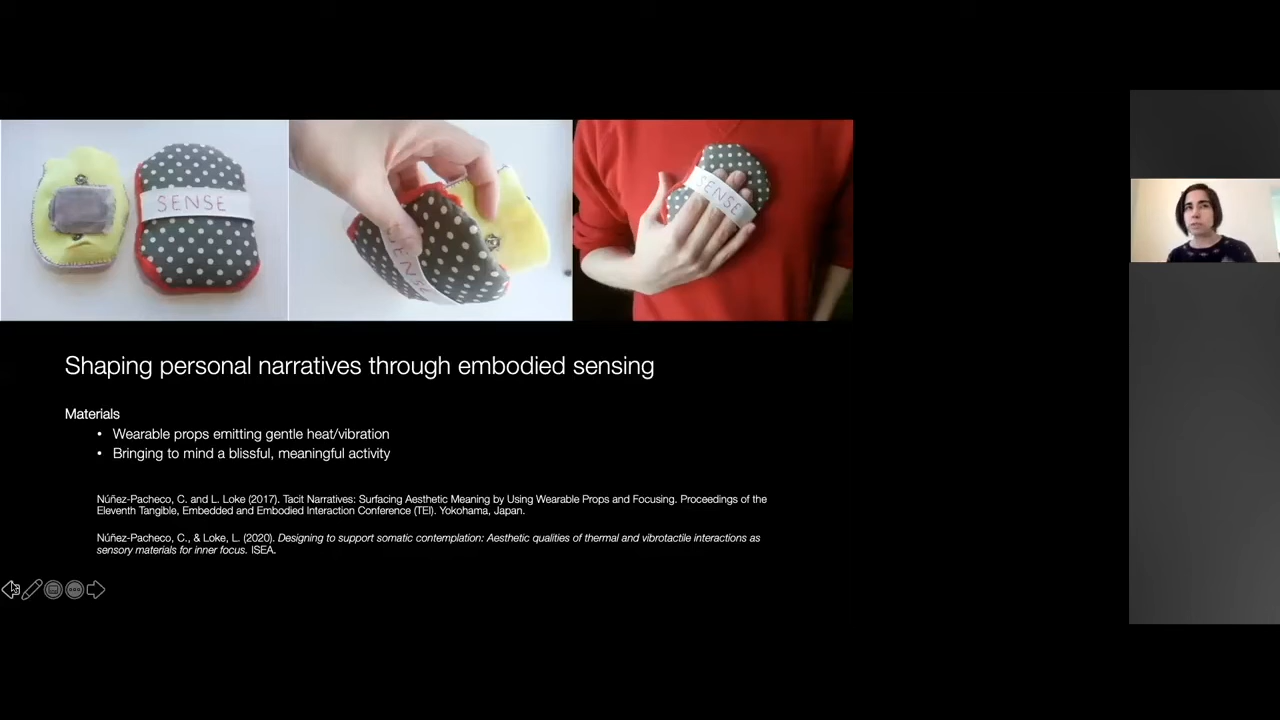 SENSE
SENSE
SENSE
Shaping personal narratives through embodied sensing
Materials
• Wearable props emitting gentle heat/vibration
• Bringing to mind a blissful, meaningful activity
Núñez-Pacheco, C. and L. Loke (2017). Tacit Narratives: Surfacing Aesthetic Meaning by Using Wearable Props and Focusing. Proceedings of the
Eleventh Tangible, Embedded and Embodied Interaction Conference (TEI). Yokohama, Japan.
Núñez-Pacheco, C., & Loke, L. (2020). Designing to support somatic contemplation: Aesthetic qualities of thermal and vibrotactile interactions as
sensory materials for inner focus. ISEA.